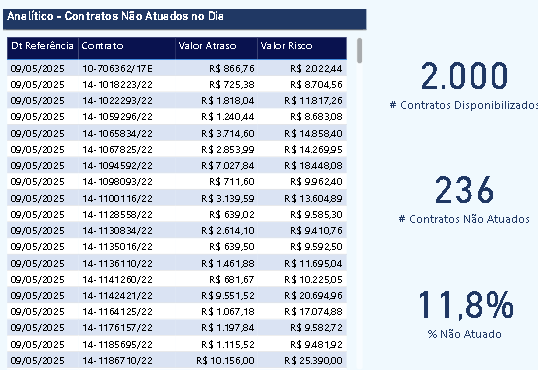 Analítico - Contratos Não Atuados no Dia
Dt Referência Contrato Valor Atraso Valor Risco
09/05/2025 10-706362/17E R$ 866,76 R$ 2.022,44
09/05/2025 14-1018223/22 R$ 725,38 R$ 8.704,56
09/05/2025 14-1022293/22 R$ 1.818,04 R$ 11.817,26
09/05/2025 14-1059296/22 R$ 1.240,44 R$ 8.683,08
09/05/2025 14-1065834/22 R$ 3.714,60 R$ 14.858,40
09/05/2025 14-1067825/22 R$ 2.853,99 R$ 14.269,95
09/05/2025 14-1094592/22 R$ 7.027,84 R$ 18.448,08
09/05/2025 14-1098093/22 R$ 711,60 R$ 9.962,40
09/05/2025 14-1100116/22 R$ 3.139,59 R$ 13.604,89
09/05/2025 14-1128558/22 R$ 639,02 R$ 9.585,30
09/05/2025 14-1130834/22 R$ 2.614,10 R$ 9.410,76
09/05/2025 14-1135016/22 R$ 639,50 R$ 9.592,50
09/05/2025 14-1136110/22 R$ 1.461,88 R$ 11.695,04
09/05/2025 14-1141260/22 R$ 681,67 R$ 10.225,05
09/05/2025 14-1142421/22 R$ 9.551,52 R$ 20.694,96
09/05/2025 14-1164125/22 R$ 1.067,18 R$ 17.074,88
09/05/2025 14-1176157/22 R$ 1.197,84 R$ 9.582,72
09/05/2025 14-1185695/22 R$ 1.115,52 R$ 9.481,92
09/05/2025 14-1186710/22 R$ 10.156,00 R$ 25.390,00
2.000
# Contratos Disponibilizados
236
# Contratos Não Atuados
11,8%
% Não Atuado